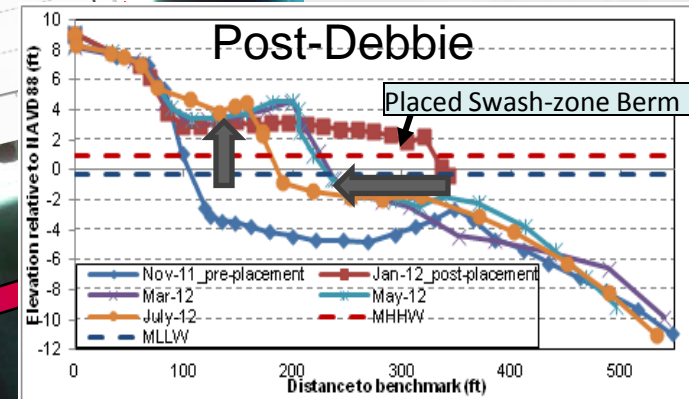 Post-Debbie
Placed Swash-zone Berm
Elevation relative to NAVD 88 (ft)
10
8
6
4
2
0
-2
-4
-6
-8
-10
-12
Nov-11_pre-placement
Jan-12_post-placement
Mar-12
May-12
July-12
MHHW
MLLW
0
100
200
300
400
500
Distance to benchmark (ft)